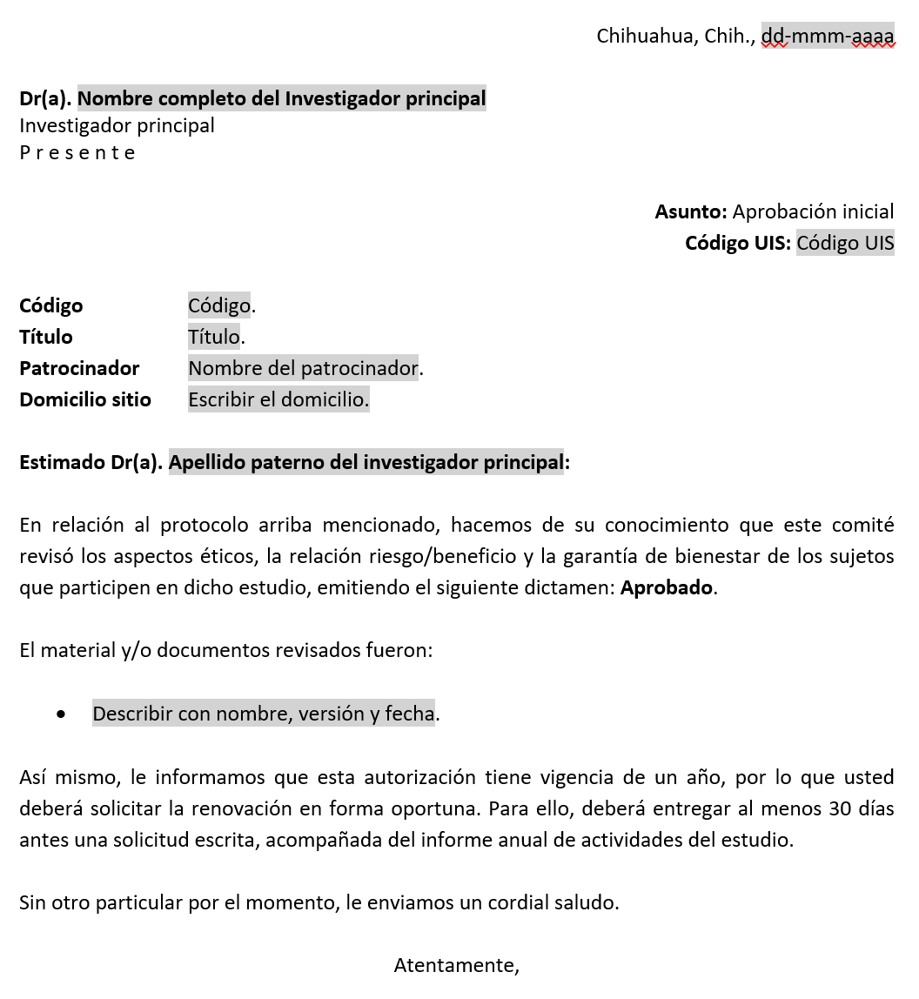 Chihuahua, Chih., dd-mmm-aaaa
Dr(a). Nombre completo del Investigador principal
Investigador principal
P r e s e n t e
Asunto: Aprobación inicial
Código UIS: Código UIS
Código Código.
Título Título.
Patrocinador Nombre del patrocinador.
Domicilio sitio Escribir el domicilio.
Estimado Dr(a). Apellido paterno del investigador principal:
En relación al protocolo arriba mencionado, hacemos de su conocimiento que este comité
revisó los aspectos éticos, la relación riesgo/beneficio y la garantía de bienestar de los sujetos
que participen en dicho estudio, emitiendo el siguiente dictamen: Aprobado.
El material y/o documentos revisados fueron:
• Describir con nombre, versión y fecha.
Así mismo, le informamos que esta autorización tiene vigencia de un año, por lo que usted
deberá solicitar la renovación en forma oportuna. Para ello, deberá entregar al menos 30 días
antes una solicitud escrita, acompañada del informe anual de actividades del estudio.
Sin otro particular por el momento, le enviamos un cordial saludo.
Atentamente,